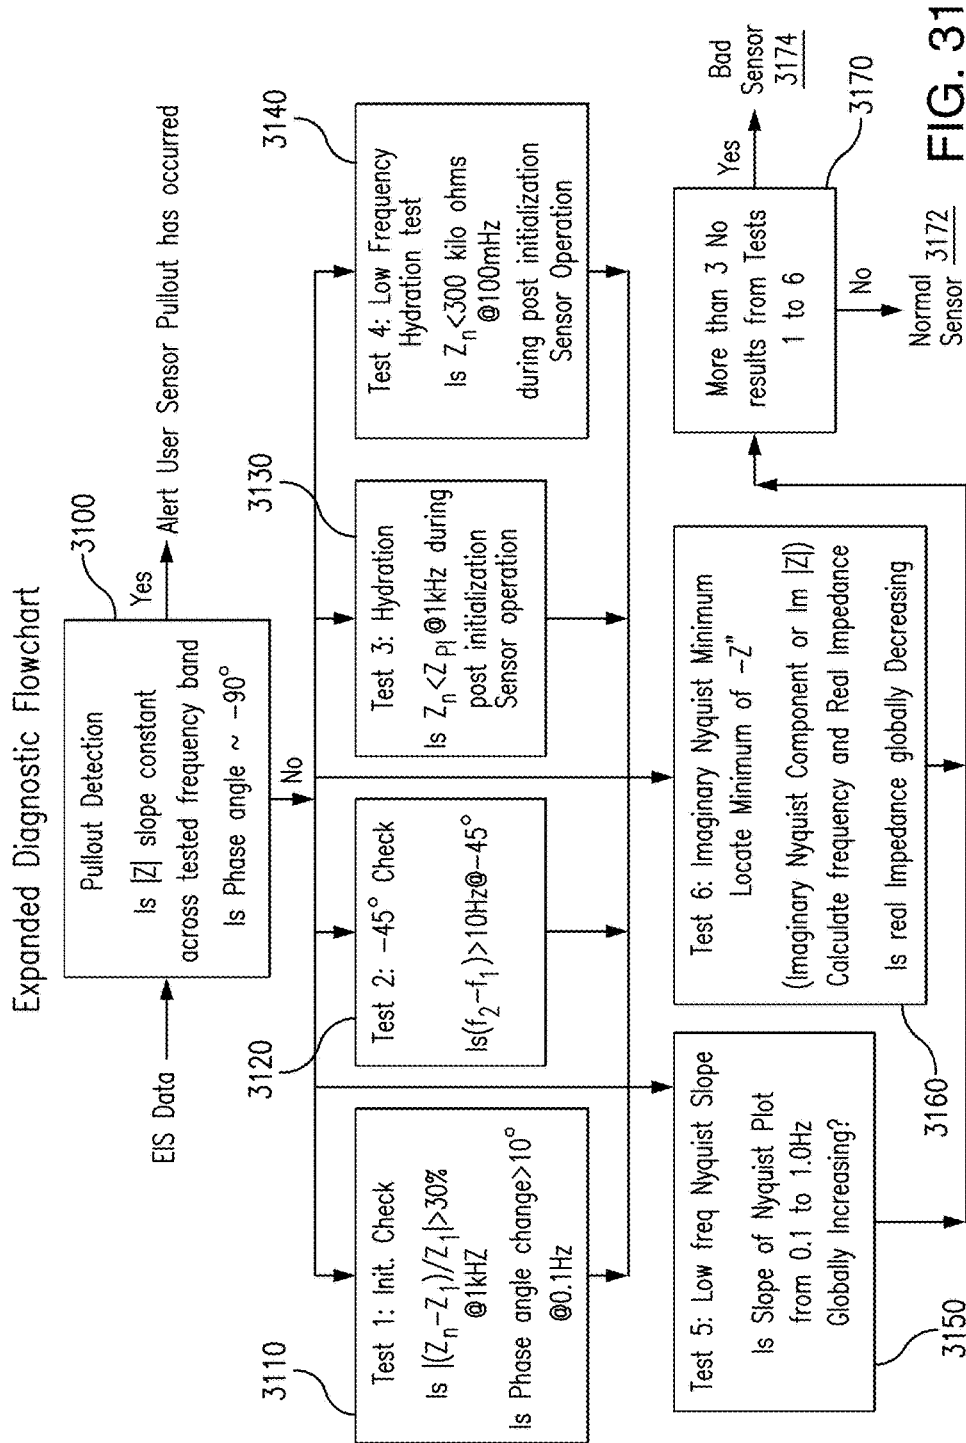 Expanded Diagnostic Flowchart
EIS Data
3100
Pullout Detection
Is |Z| slope constant
across tested frequency band
Is Phase angle ~ -90°
Yes
Alert User Sensor Pullout has occurred
No
3110
Test 1: Init. Check
Is |(Zn-Z1)/Z1|>30%
@1kHZ
Is Phase angle change>10°
@0.1Hz
3120
Test 2: -45° Check
Is(f2-f1)>10Hz@-45°
3130
Test 3: Hydration
Is Zn<ZPI@1kHz during
post initialization
Sensor operation
3140
Test 4: Low Frequency
Hydration test
Is Zn<300 kilo ohms
@100mHz
during post initialization
Sensor Operation
3150
Test 5: Low freq Nyquist Slope
Is Slope of Nyquist Plot
from 0.1 to 1.0Hz
Globally Increasing?
3160
Test 6: Imaginary Nyquist Minimum
Locate Minimum of -Z"
(Imaginary Nyquist Component or Im |Z|)
Calculate frequency and Real Impedance
Is real Impedance globally Decreasing
3170
More than 3 No
results from Tests
1 to 6
Yes
Bad
Sensor
3174
No
Normal
Sensor 3172
FIG. 31